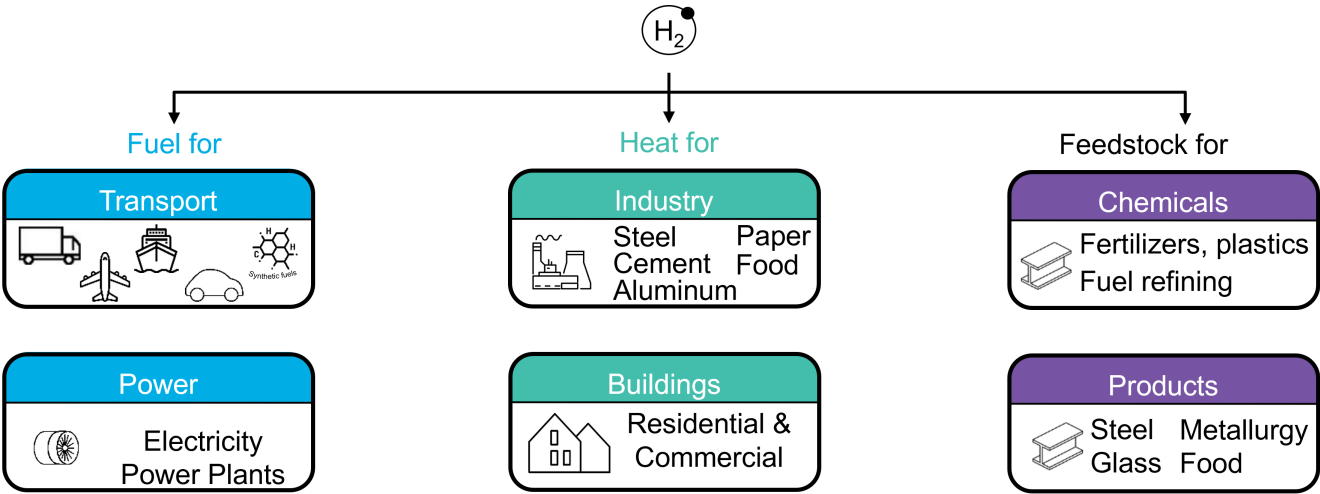 H2
Fuel for
Transport
H
C
H
Synthetic fuels
Power
Electricity
Power Plants
Heat for
Industry
Steel Paper
Cement Food
Aluminum
Buildings
Residential &
Commercial
Feedstock for
Chemicals
Fertilizers, plastics
Fuel refining
Products
Steel Metallurgy
Glass Food